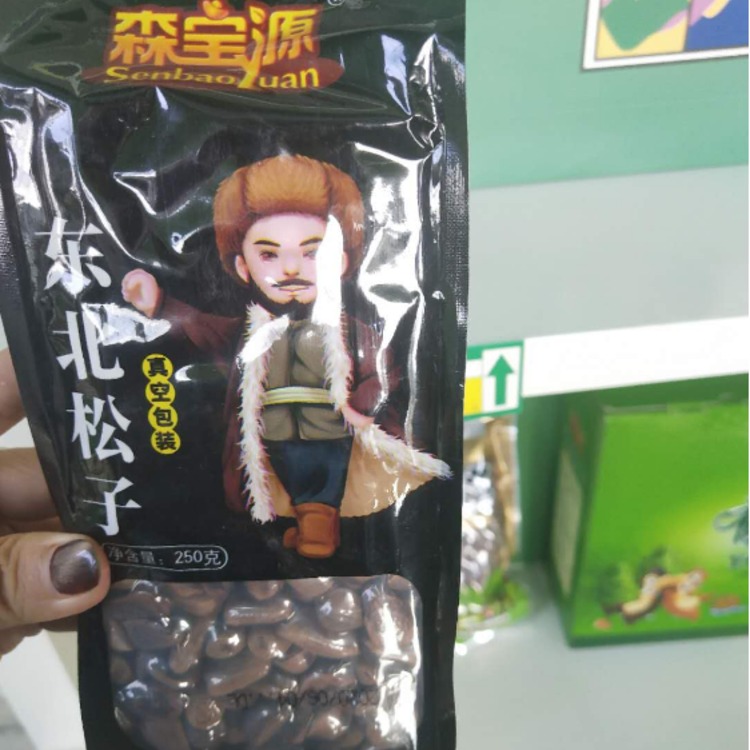 森宝源
SenbaoYuan
东北松子
真空包装
净含量：250克